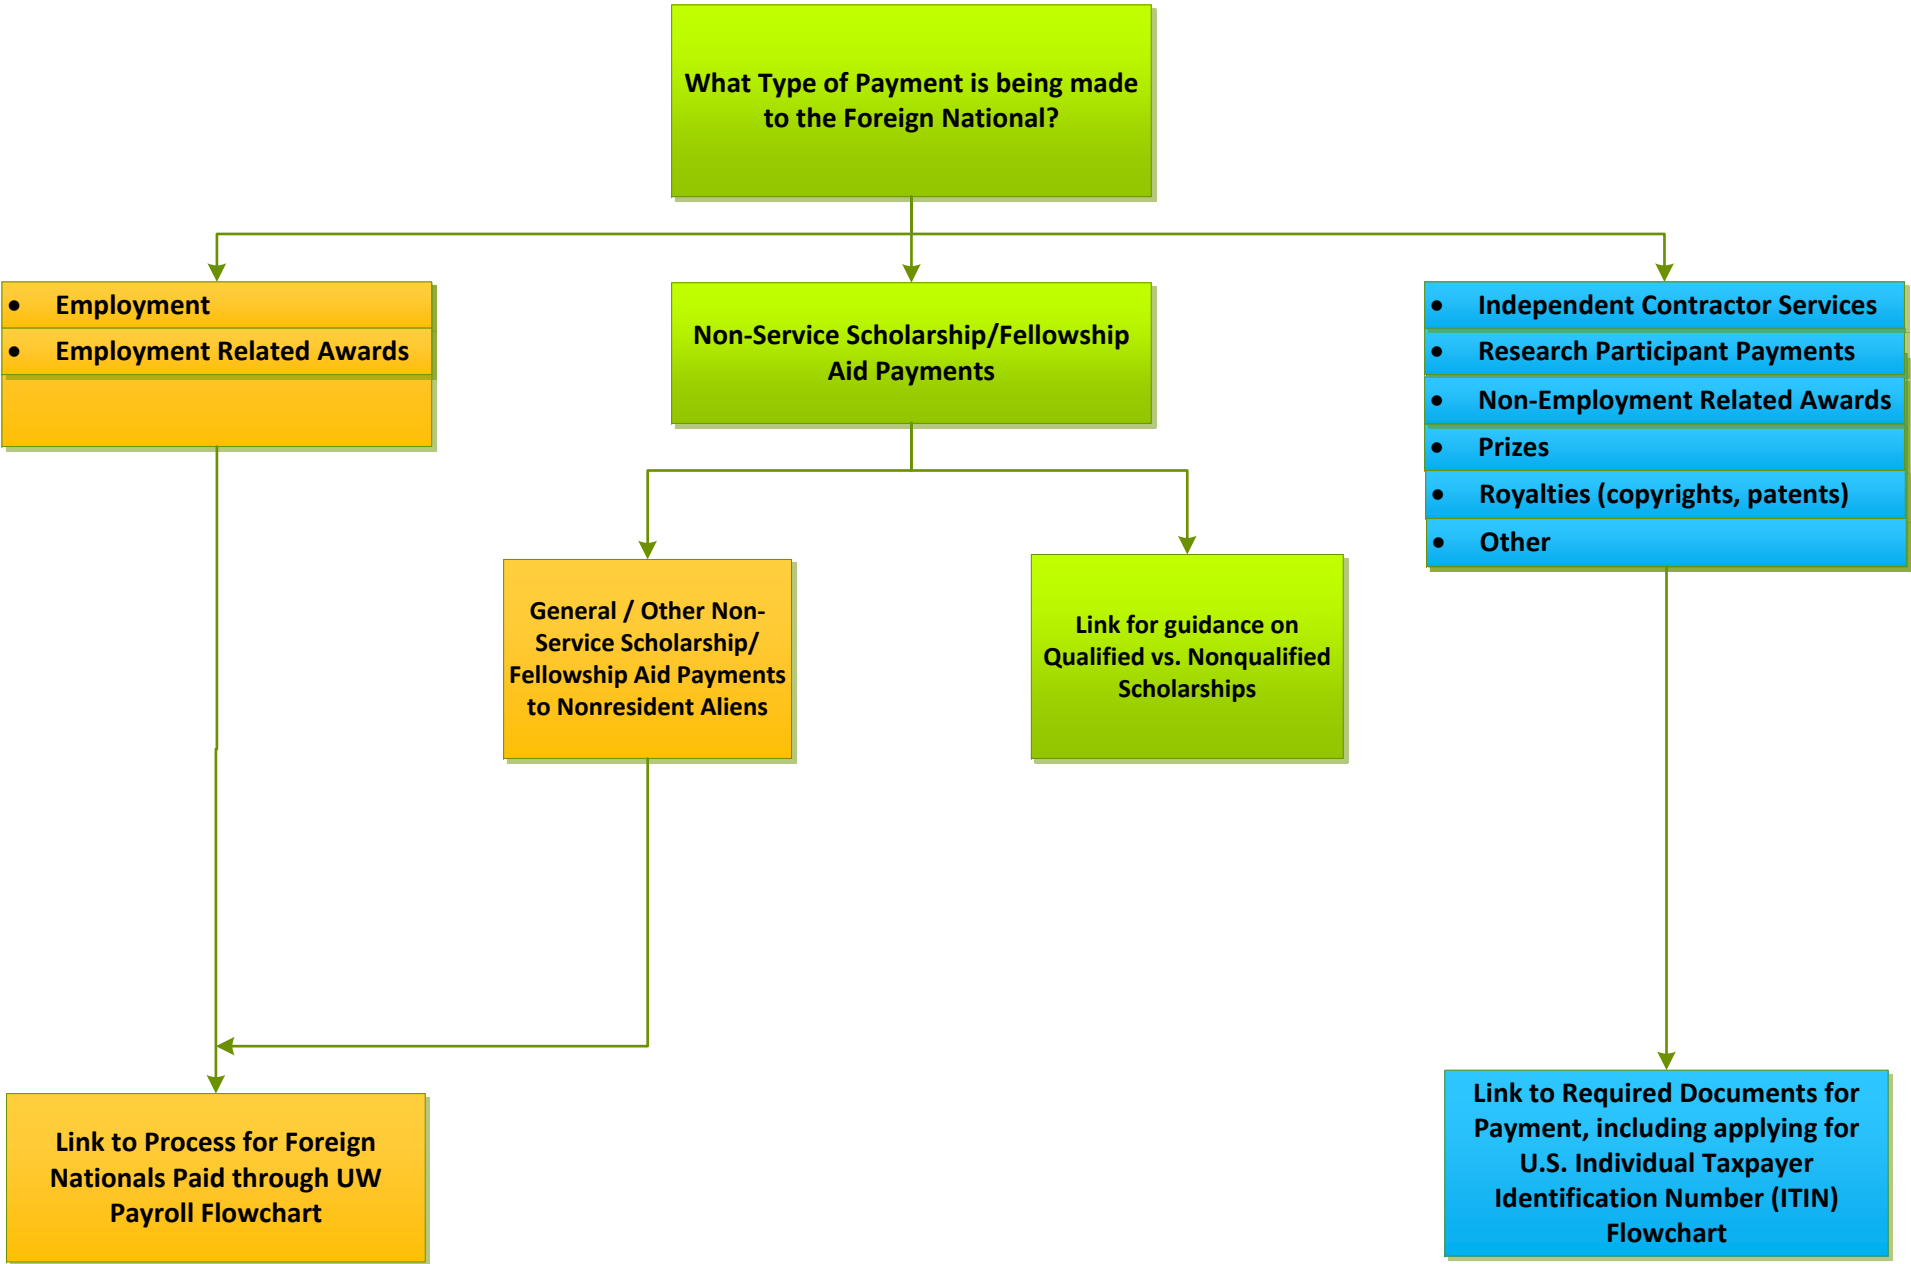 What Type of Payment is being made
to the Foreign National?
• Employment
• Employment Related Awards
Non-Service Scholarship/Fellowship
Aid Payments
• Independent Contractor Services
• Research Participant Payments
• Non-Employment Related Awards
• Prizes
• Royalties (copyrights, patents)
• Other
General / Other Non-
Service Scholarship/
Fellowship Aid Payments
to Nonresident Aliens
Link for guidance on
Qualified vs. Nonqualified
Scholarships
Link to Process for Foreign
Nationals Paid through UW
Payroll Flowchart
Link to Required Documents for
Payment, including applying for
U.S. Individual Taxpayer
Identification Number (ITIN)
Flowchart